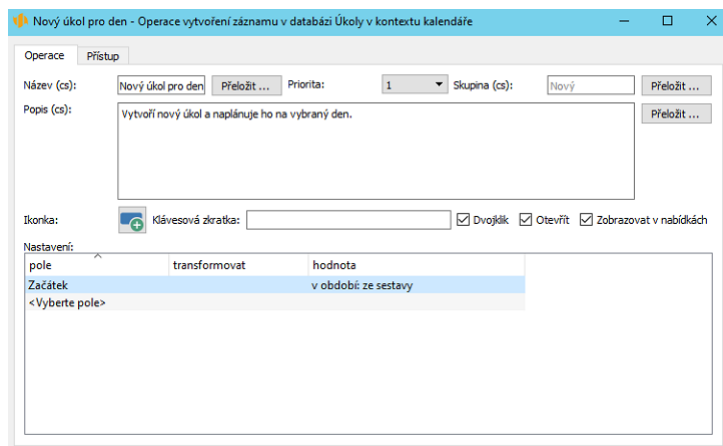 Nový úkol pro den - Operace vytvoření záznamu v databázi Úkoly v kontextu kalendáře
Operace Přístup
Název (cs): Nový úkol pro den Přeložit ... Priorita: 1 Skupina (cs): Nový Přeložit ...
Popis (cs): Vytvoří nový úkol a naplánuje ho na vybraný den. Přeložit ...
Ikonka: Klávesová zkratka: Dvojklik Otevřít Zobrazovat v nabídkách
Nastavení:
pole transformovat hodnota
Začátek v období: ze sestavy
<Vyberte pole>